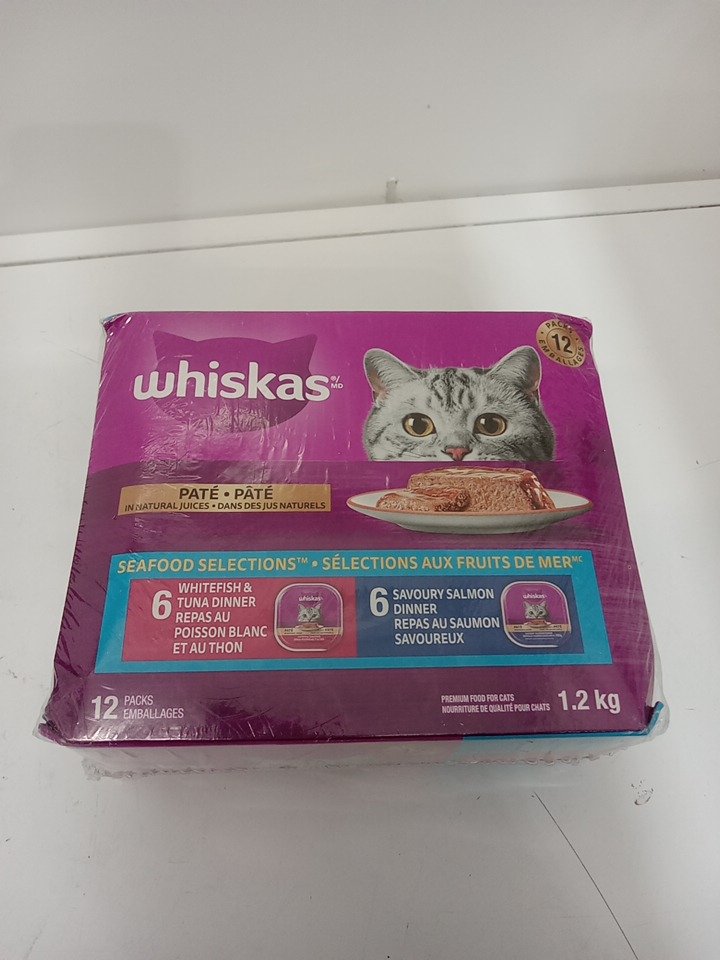 PACKS
12
EMBALLAGES
whiskas®/MD
PATÉ • PÂTÉ
IN NATURAL JUICES • DANS DES JUS NATURELS
SEAFOOD SELECTIONS™ • SÉLECTIONS AUX FRUITS DE MER MC
6 WHITEFISH &
TUNA DINNER
REPAS AU
POISSON BLANC
ET AU THON
whiskas
6 SAVOURY SALMON
DINNER
REPAS AU SAUMON
SAVOUREUX
whiskas
12 PACKS
EMBALLAGES
PREMIUM FOOD FOR CATS
NOURRITURE DE QUALITÉ POUR CHATS
1.2 kg